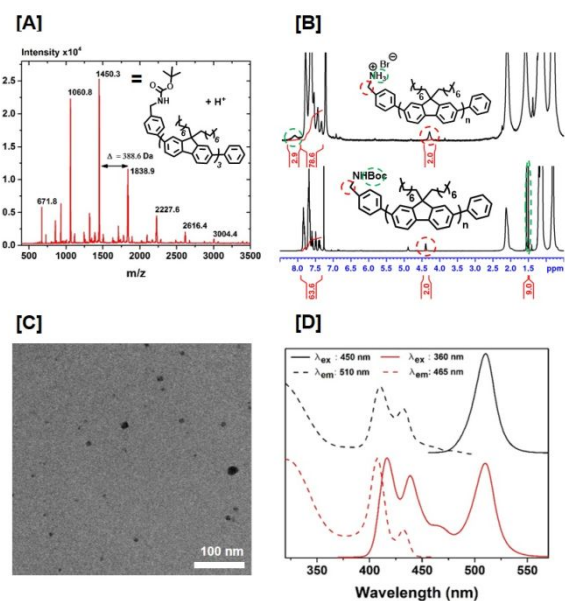 [A]
Intensity x10⁴
2.5
2.0
1.5
1.0
0.5
0.0
500 1000 1500 2000 2500 3000 3500
m/z
671.8
1060.8
1450.3
Δ = 388.6 Da
1838.9
2227.6
2616.4
3004.4
=
O
O
NH
+ H⁺
6 6
3
[B]
Br⊖
⊕
NH₃
6 6
n
2.9 78.6 2.0
NHBoc
6 6
n
8.0 7.5 7.0 6.5 6.0 5.5 5.0 4.5 4.0 3.5 3.0 2.5 2.0 1.5 1.0 ppm
63.6 2.0 9.0
[C]
100 nm
[D]
λex : 450 nm λex : 360 nm
λem : 510 nm λem : 465 nm
350 400 450 500 550
Wavelength (nm)